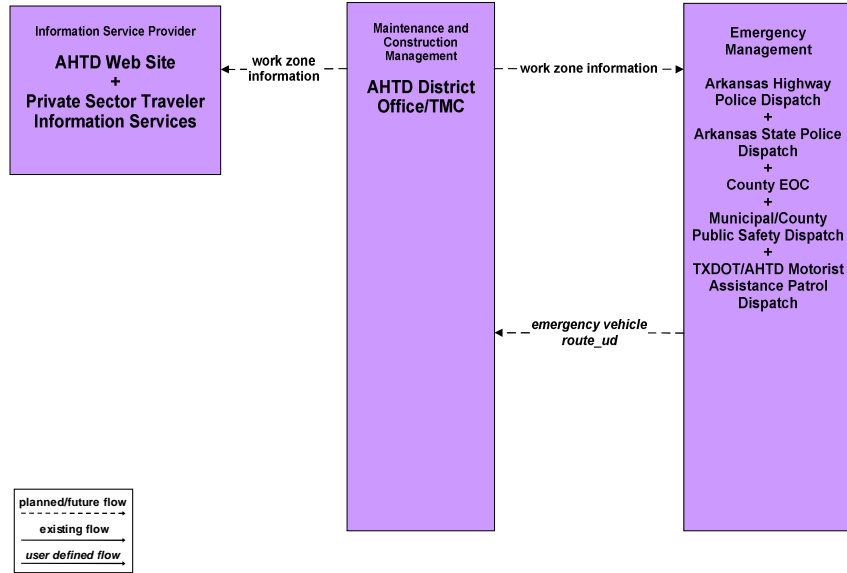 Information Service Provider
AHTD Web Site
+
Private Sector Traveler
Information Services
work zone
information
Maintenance and
Construction
Management
AHTD District
Office/TMC
work zone information
Emergency
Management
Arkansas Highway
Police Dispatch
+
Arkansas State Police
Dispatch
+
County EOC
+
Municipal/County
Public Safety Dispatch
+
TXDOT/AHTD Motorist
Assistance Patrol
Dispatch
emergency vehicle
route_ud
planned/future flow
existing flow
user defined flow